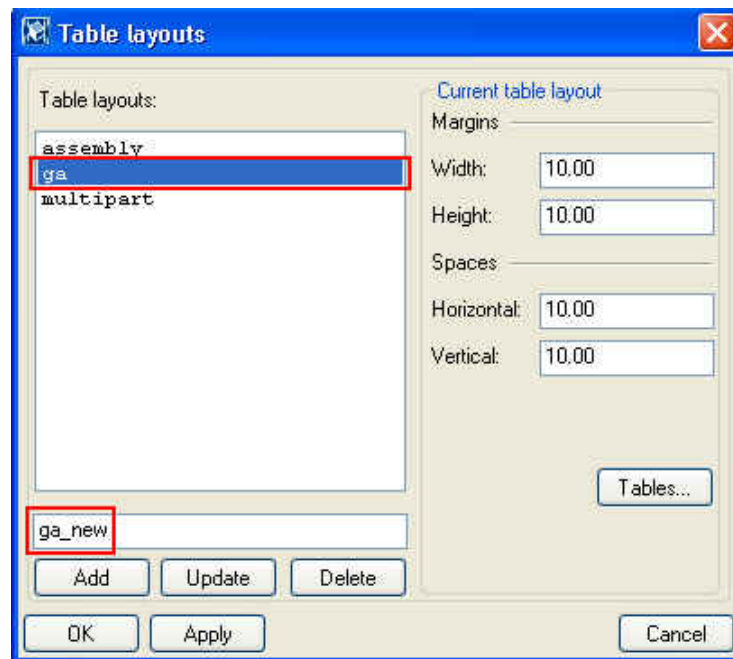 Table layouts
Table layouts:
assembly
ga
multipart
ga_new
Add Update Delete
Current table layout
Margins
Width: 10.00
Height: 10.00
Spaces
Horizontal: 10.00
Vertical: 10.00
Tables...
OK Apply Cancel